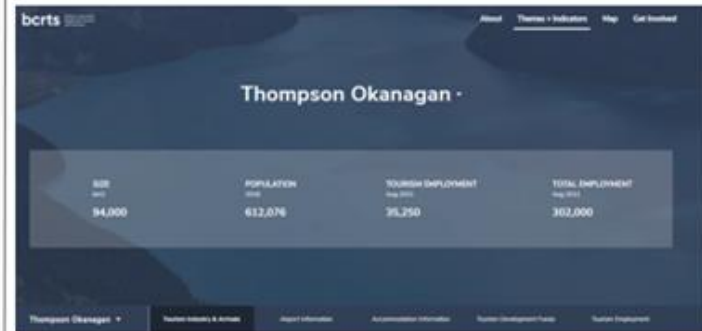 bcrts
About Themes + Indicators Map Get Involved
Thompson Okanagan
SIZE POPULATION TOURISM EMPLOYMENT TOTAL EMPLOYMENT
94,000 612,076 35,250 302,000
Thompson Okanagan Tourism Industry & Arrivals Airport Information Accommodation Information Tourism Development Funds Tourism Employment